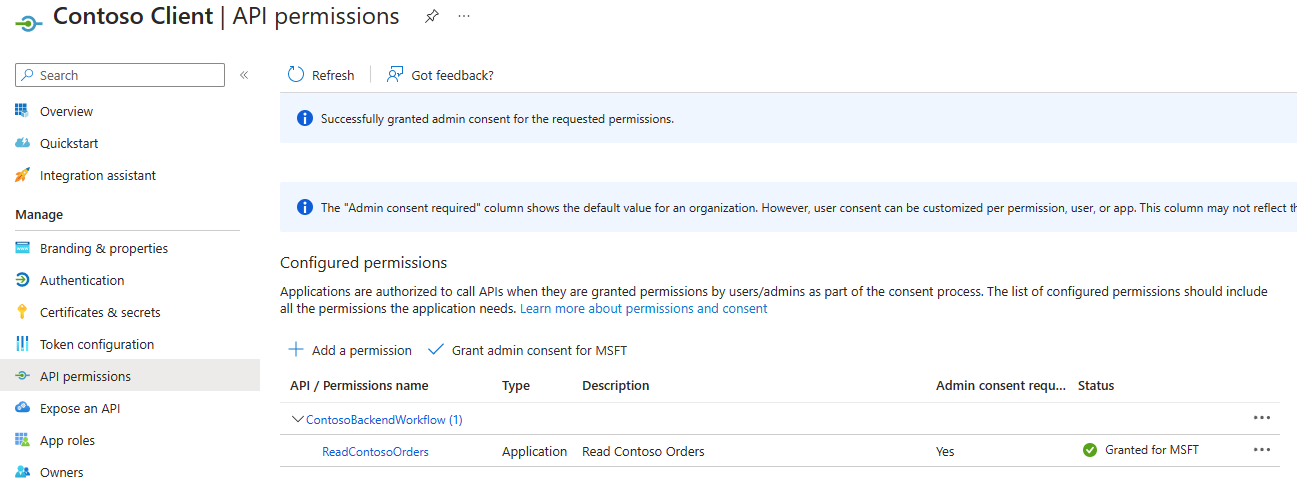 Contoso Client | API permissions
Search
Refresh
Got feedback?
Overview
Successfully granted admin consent for the requested permissions.
Quickstart
Integration assistant
Manage
The "Admin consent required" column shows the default value for an organization. However, user consent can be customized per permission, user, or app. This column may not reflect
Branding & properties
Configured permissions
Authentication
Applications are authorized to call APIs when they are granted permissions by users/admins as part of the consent process. The list of configured permissions should include
all the permissions the application needs. Learn more about permissions and consent
Certificates & secrets
Token configuration
Add a permission
Grant admin consent for MSFT
API permissions
API / Permissions name Type Description Admin consent requ... Status
Expose an API
ContosoBackendWorkflow (1)
App roles
ReadContosoOrders Application Read Contoso Orders Yes Granted for MSFT
Owners